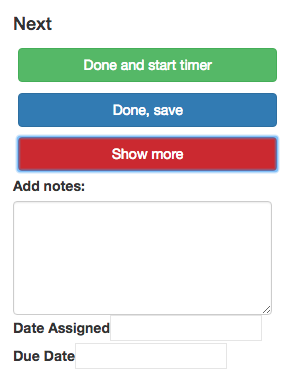 Next
Done and start timer
Done, save
Show more
Add notes:
Date Assigned
Due Date